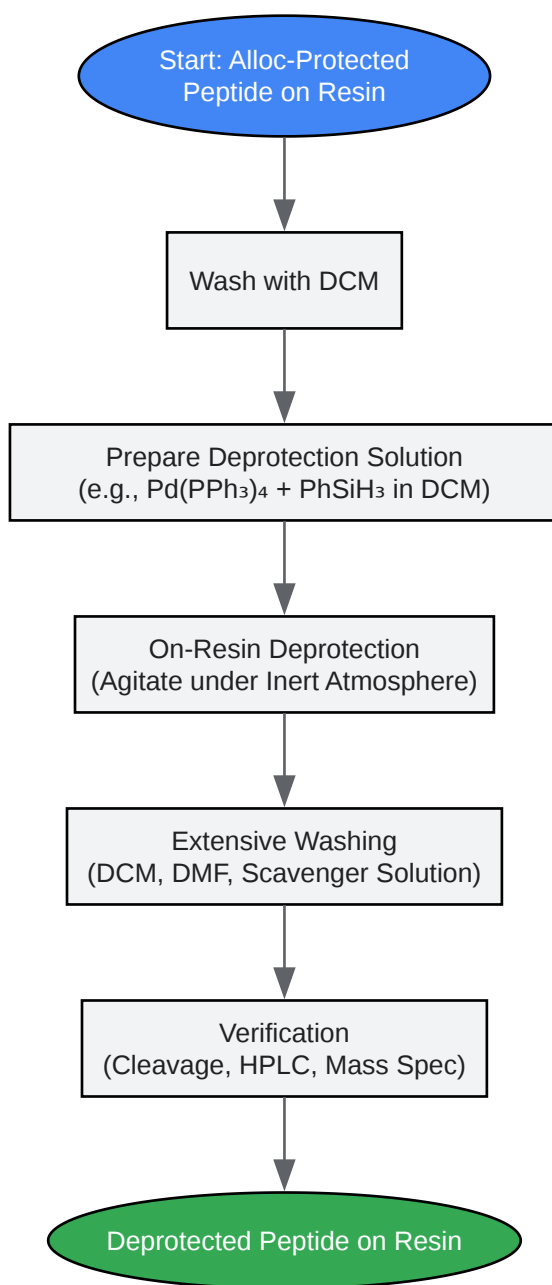 Start: Alloc-Protected
Peptide on Resin
Wash with DCM
Prepare Deprotection Solution
(e.g., Pd(PPh₃)₄ + PhSiH₃ in DCM)
On-Resin Deprotection
(Agitate under Inert Atmosphere)
Extensive Washing
(DCM, DMF, Scavenger Solution)
Verification
(Cleavage, HPLC, Mass Spec)
Deprotected Peptide on Resin